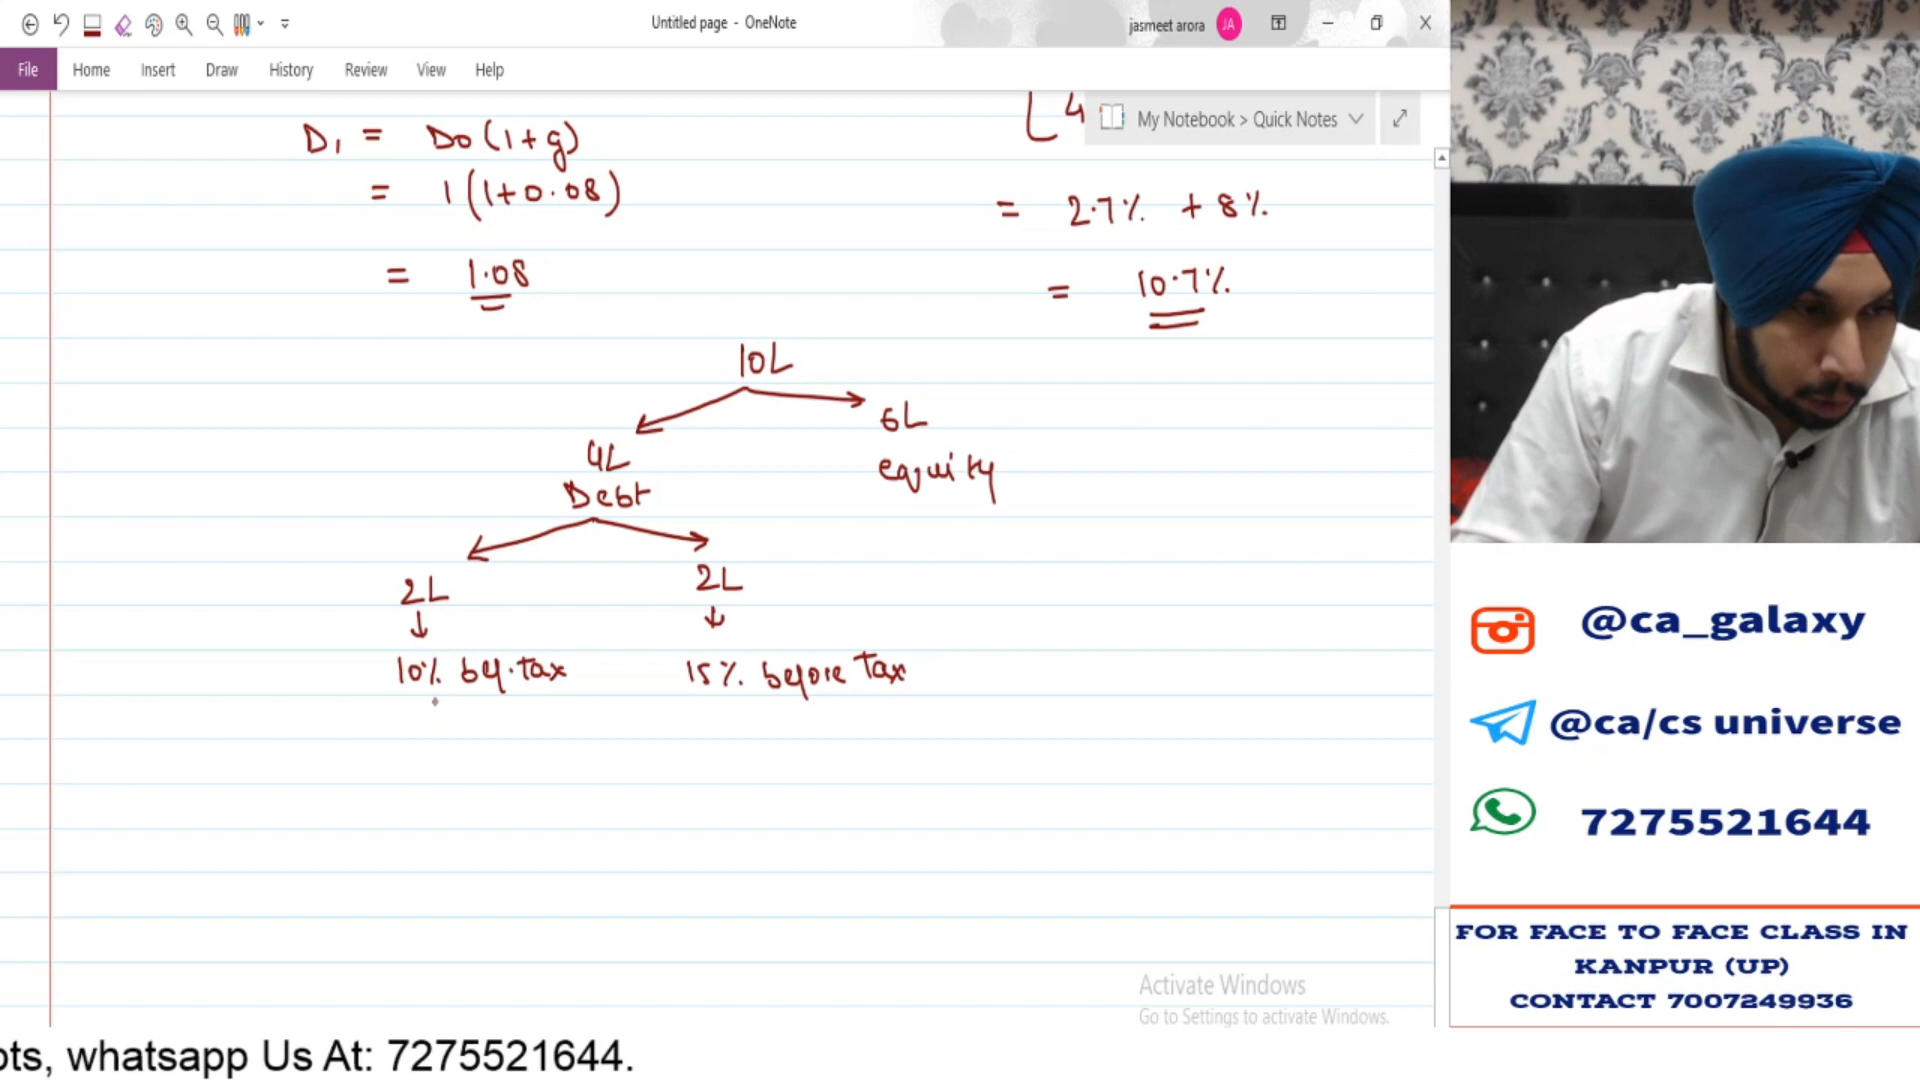 Untitled page - OneNote
jasmeet arora JA
File Home Insert Draw History Review View Help
My Notebook > Quick Notes
D1 = Do (1+g)
= 1 (1+0.08)
= 1.08
[4
= 2.7% + 8%.
= 10.7%.
10L
4L
Debt
6L
equity
2L
2L
10% bef. tax
15%. before Tax
@ca_galaxy
@ca/cs universe
7275521644
FOR FACE TO FACE CLASS IN
KANPUR (UP)
CONTACT 7007249936
Activate Windows
Go to Settings to activate Windows.
ots, whatsapp Us At: 7275521644.